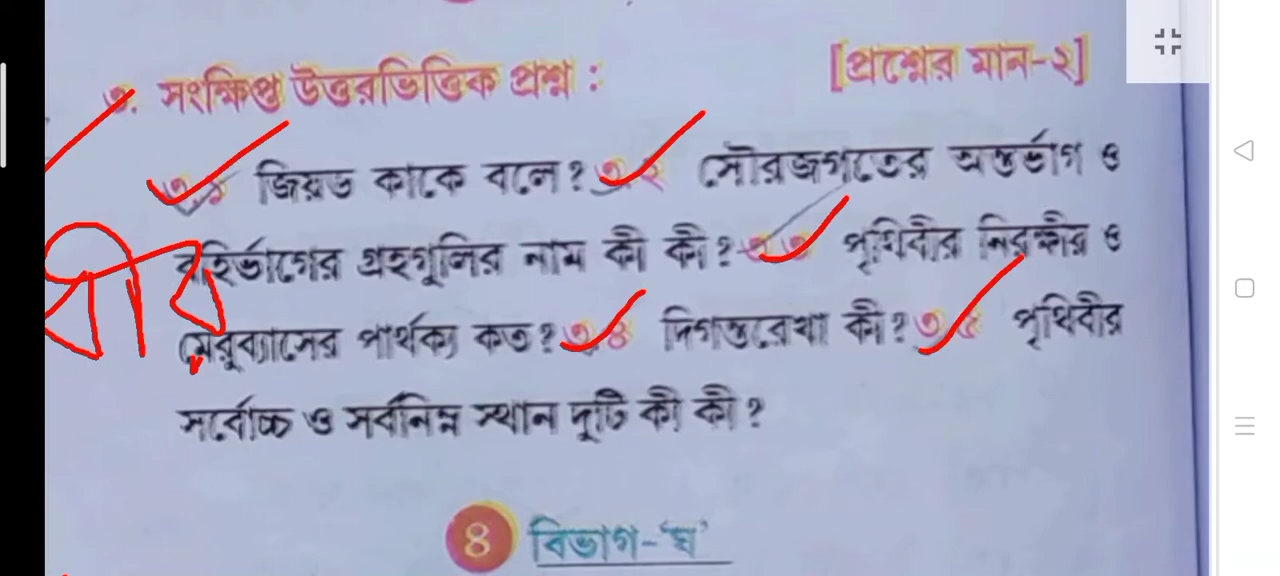 ৩. সংক্ষিপ্ত উত্তরভিত্তিক প্রশ্ন : [প্রশ্নের মান-২]
৩.১ জিয়ড কাকে বলে? ৩.২ সৌরজগতের অন্তর্ভাগ ও
বহির্ভাগের গ্রহগুলির নাম কী কী? ৩.৩ পৃথিবীর নিরক্ষীয় ও
মেরুব্যাসের পার্থক্য কত? ৩.৪ দিগন্তরেখা কী? ৩.৫ পৃথিবীর
সর্বোচ্চ ও সর্বনিম্ন স্থান দুটি কী কী?
4 বিভাগ-‘ঘ’